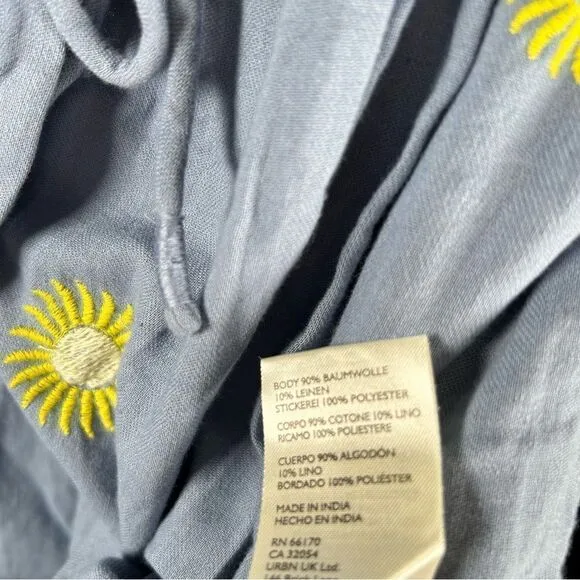 BODY 90% BAUMWOLLE
10% LEINEN
STICKEREI 100% POLYESTER
CORPO 90% COTONE 10% LINO
RICAMO 100% POLIESTERE
CUERPO 90% ALGODÓN
10% LINO
BORDADO 100% POLIÉSTER
MADE IN INDIA
HECHO EN INDIA
RN 66170
CA 32054
URBN UK Ltd.